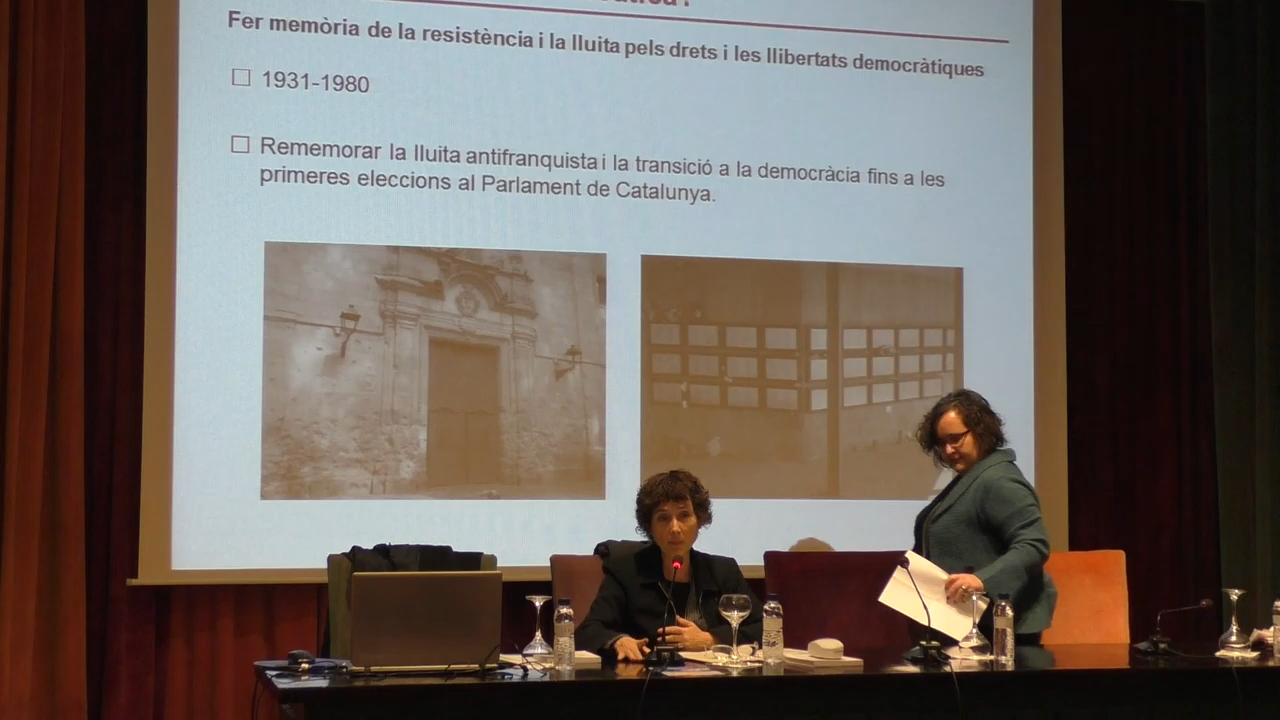 Fer memòria de la resistència i la lluita pels drets i les llibertats democràtiques
1931-1980
Rememorar la lluita antifranquista i la transició a la democràcia fins a les
primeres eleccions al Parlament de Catalunya.